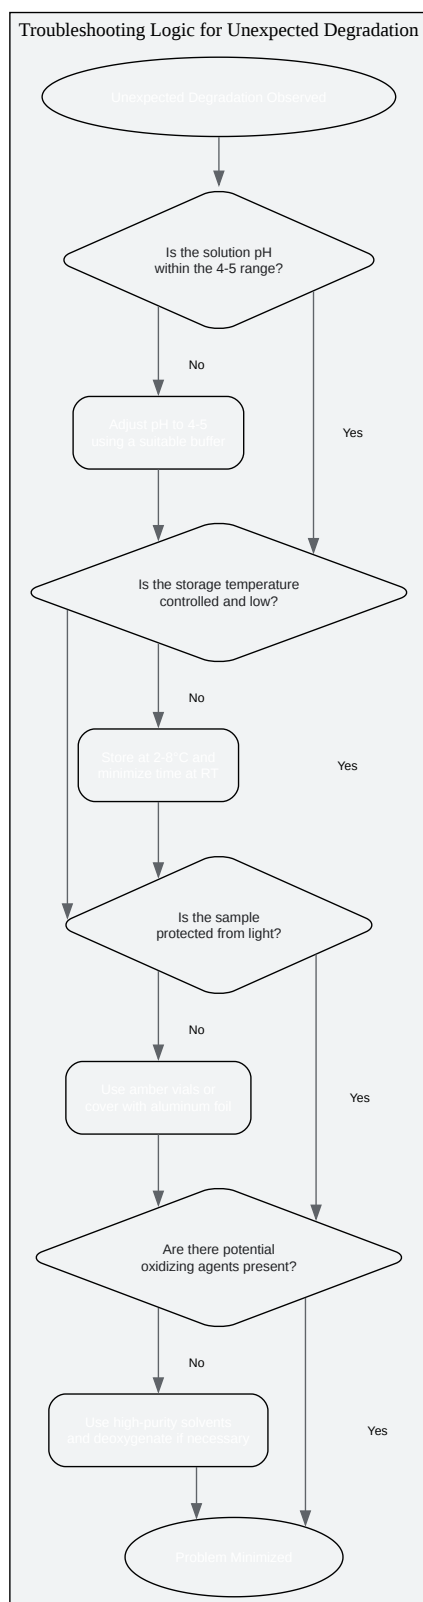 Troubleshooting Logic for Unexpected Degradation
Unexpected Degradation Observed
Is the solution pH
within the 4-5 range?
No
Adjust pH to 4-5
using a suitable buffer
Yes
Is the storage temperature
controlled and low?
No
Store at 2-8°C and
minimize time at RT
Yes
Is the sample
protected from light?
No
Use amber vials or
cover with aluminum foil
Yes
Are there potential
oxidizing agents present?
No
Use high-purity solvents
and deoxygenate if necessary
Yes
Problem Minimized